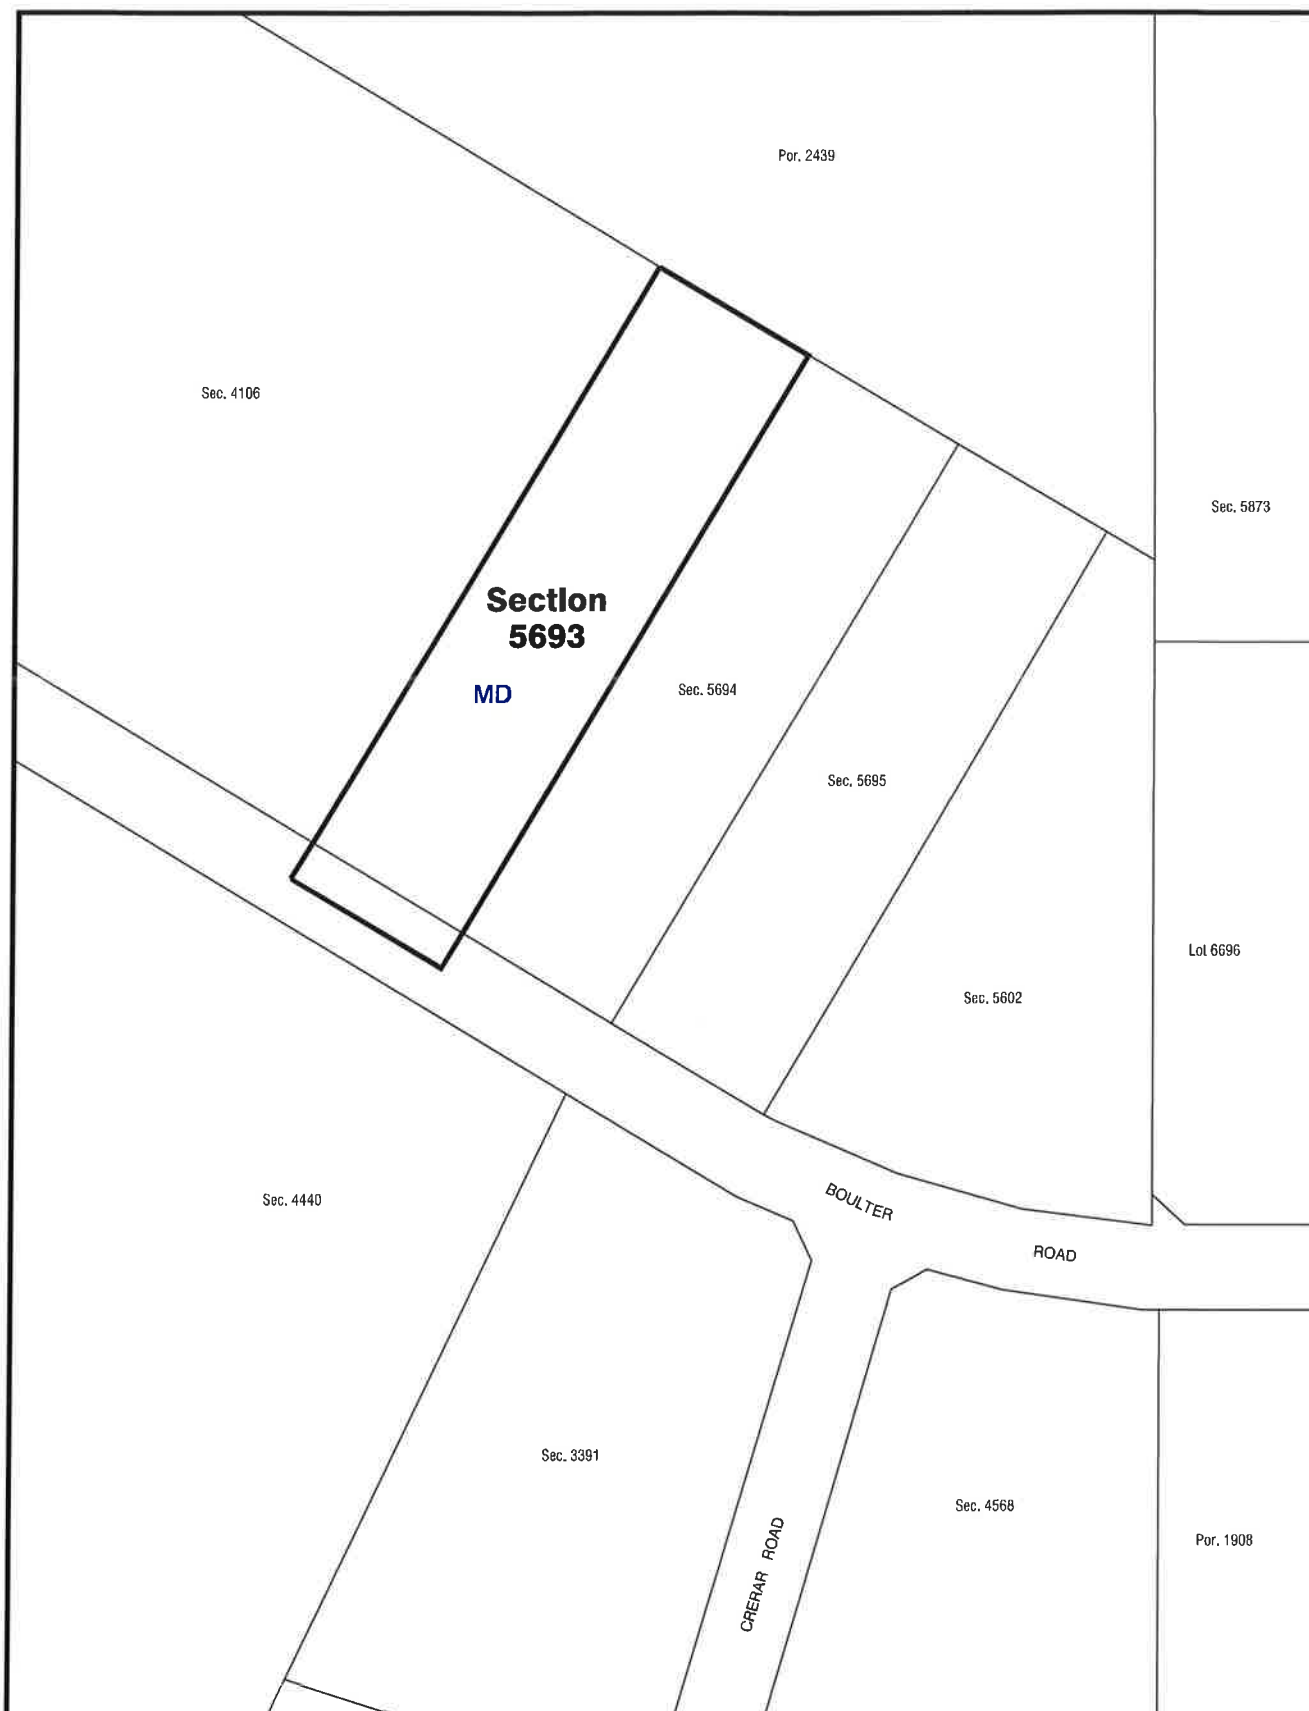 Por. 2439
Sec. 4106
Sec. 5873
Section
5693
MD
Sec. 5694
Sec. 5695
Lot 6696
Sec. 5602
Sec. 4440
BOULTER
ROAD
Sec. 3391
Sec. 4568
CRERAR ROAD
Por. 1908